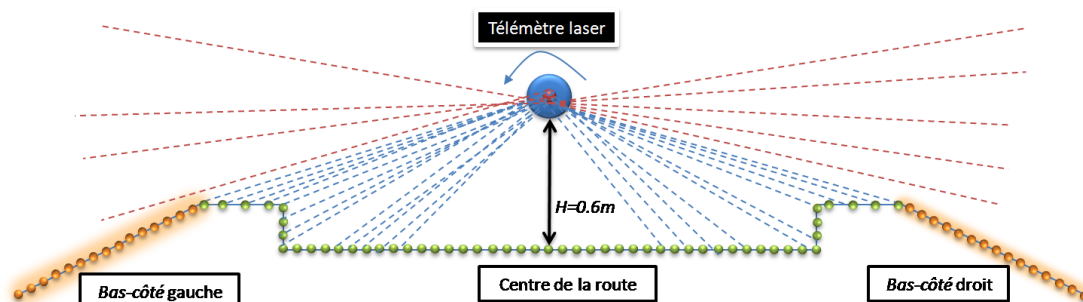 Télémètre laser
H=0.6m
Bas-côté gauche
Centre de la route
Bas-côté droit